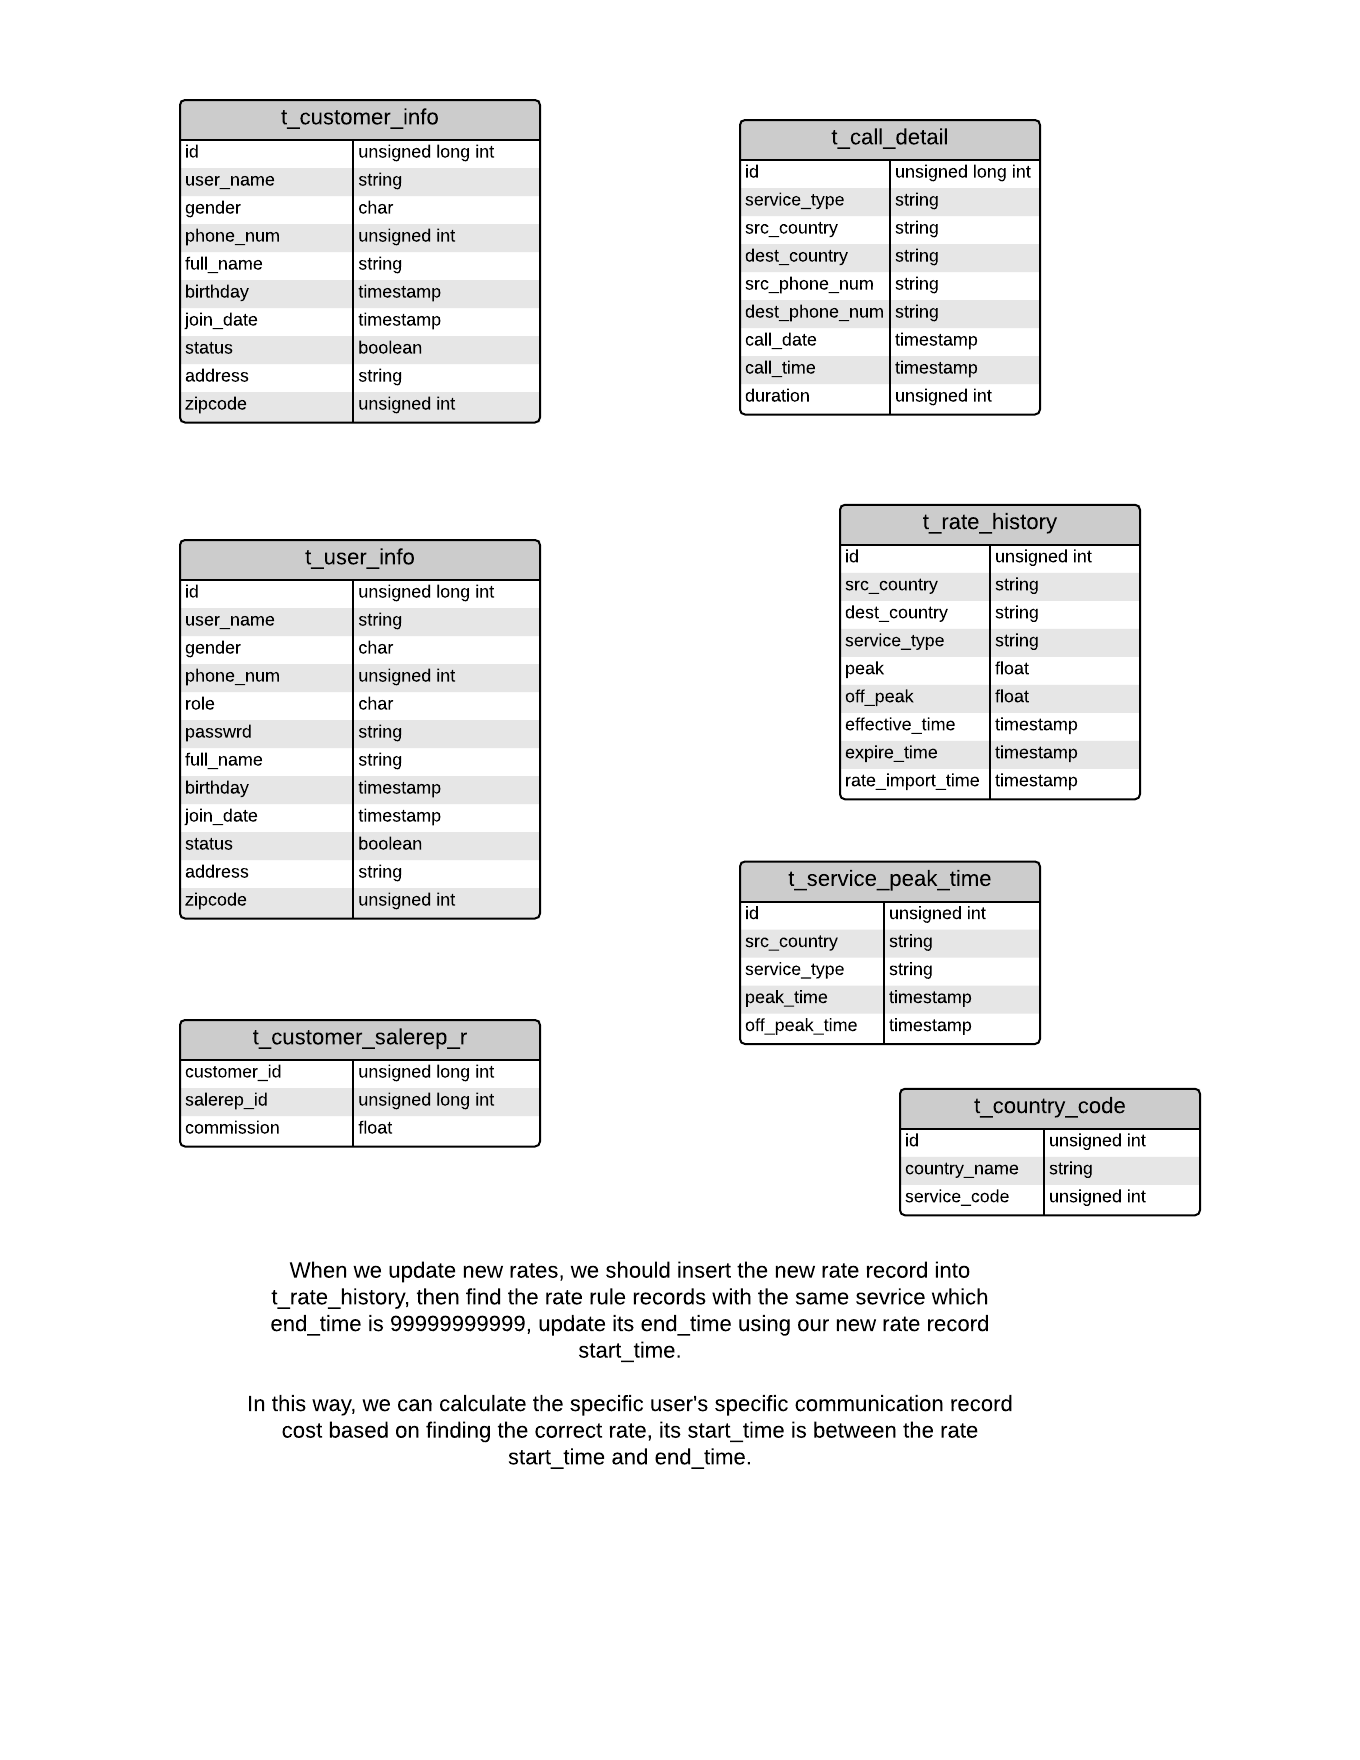 t_customer_info
id unsigned long int
user_name string
gender char
phone_num unsigned int
full_name string
birthday timestamp
join_date timestamp
status boolean
address string
zipcode unsigned int
t_call_detail
id unsigned long int
service_type string
src_country string
dest_country string
src_phone_num string
dest_phone_num string
call_date timestamp
call_time timestamp
duration unsigned int
t_user_info
id unsigned long int
user_name string
gender char
phone_num unsigned int
role char
passwrd string
full_name string
birthday timestamp
join_date timestamp
status boolean
address string
zipcode unsigned int
t_rate_history
id unsigned int
src_country string
dest_country string
service_type string
peak float
off_peak float
effective_time timestamp
expire_time timestamp
rate_import_time timestamp
t_service_peak_time
id unsigned int
src_country string
service_type string
peak_time timestamp
off_peak_time timestamp
t_customer_salerep_r
customer_id unsigned long int
salerep_id unsigned long int
commission float
t_country_code
id unsigned int
country_name string
service_code unsigned int
When we update new rates, we should insert the new rate record into
t_rate_history, then find the rate rule records with the same sevrice which
end_time is 99999999999, update its end_time using our new rate record
start_time.
In this way, we can calculate the specific user's specific communication record
cost based on finding the correct rate, its start_time is between the rate
start_time and end_time.